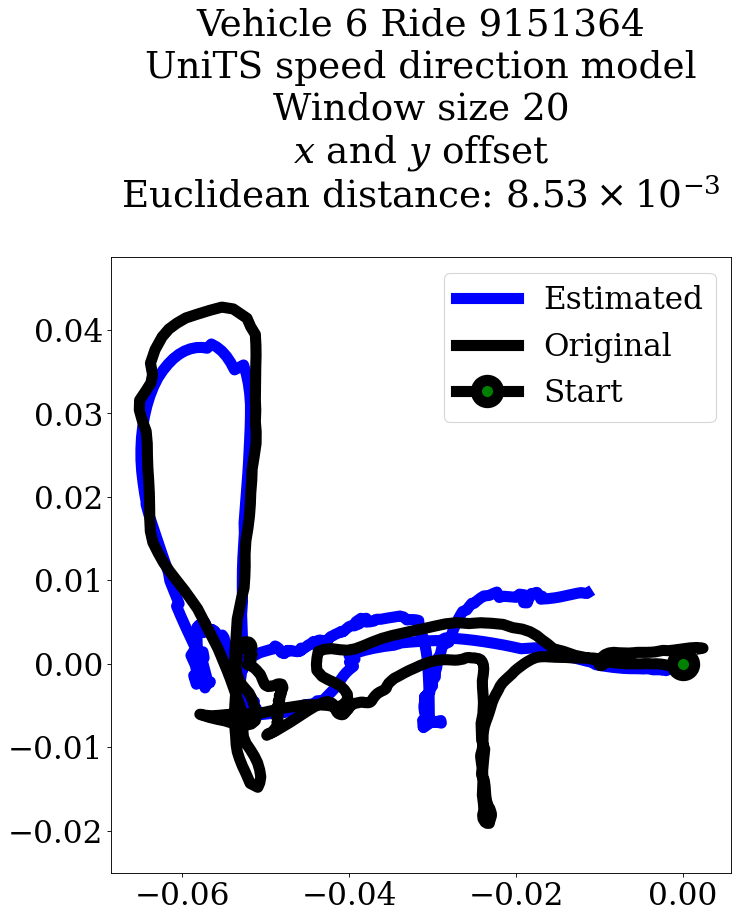 Vehicle 6 Ride 9151364
UniTS speed direction model
Window size 20
x and y offset
Euclidean distance: 8.53 × 10⁻³
Estimated
Original
Start
0.04
0.03
0.02
0.01
0.00
−0.01
−0.02
−0.06 −0.04 −0.02 0.00